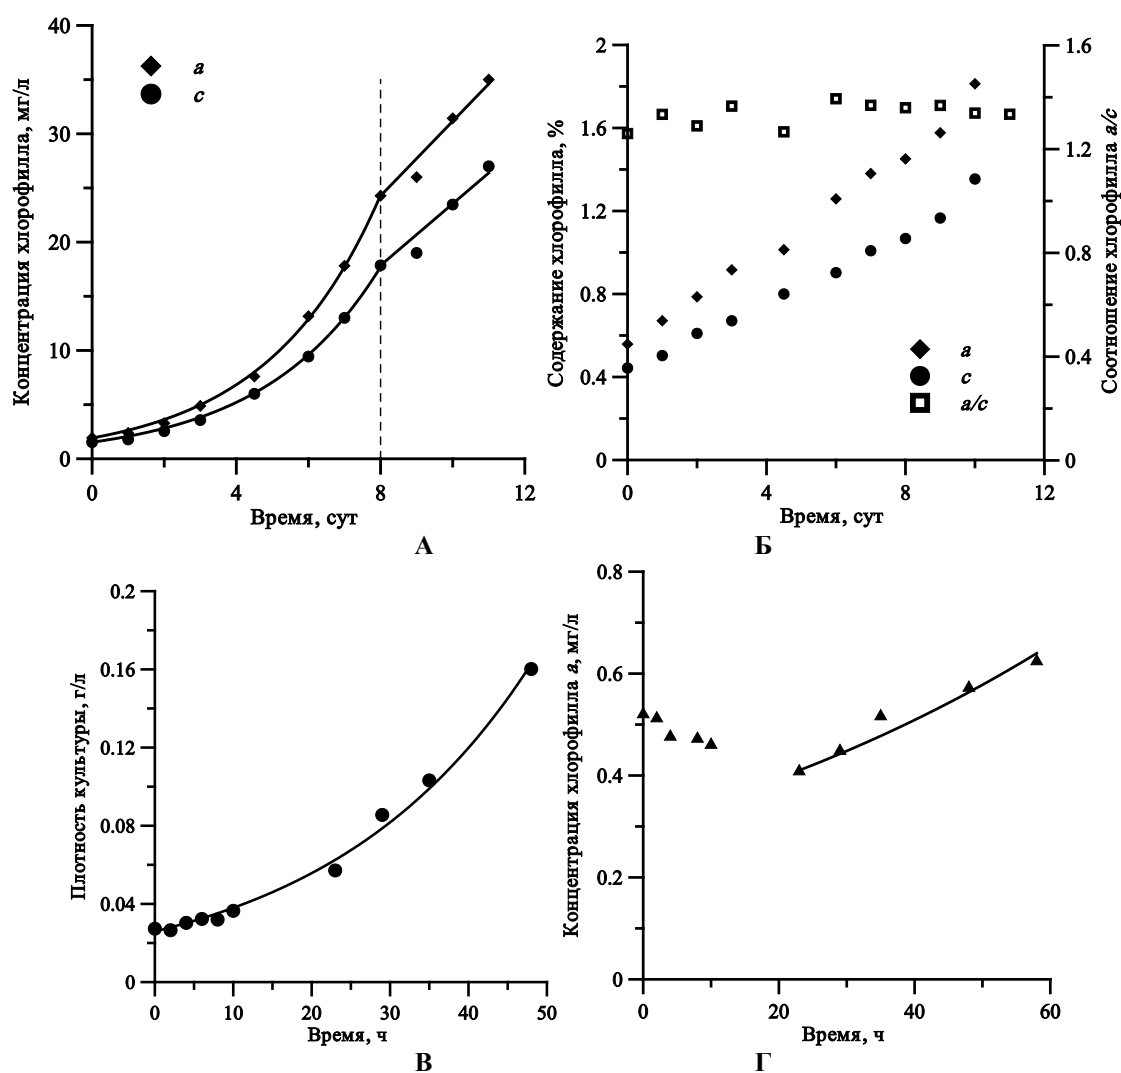 40
30
20
10
0
0
4
8
12
Концентрация хлорофилла, мг/л
Время, сут
a
c
А
2
1.6
1.2
0.8
0.4
0
1.6
1.2
0.8
0.4
0
0
4
8
12
Содержание хлорофилла, %
Соотношение хлорофилла a/c
Время, сут
a
c
a/c
Б
0.2
0.16
0.12
0.08
0.04
0
0
10
20
30
40
50
Плотность культуры, г/л
Время, ч
В
0.8
0.6
0.4
0.2
0
0
20
40
60
Концентрация хлорофилла a, мг/л
Время, ч
Г